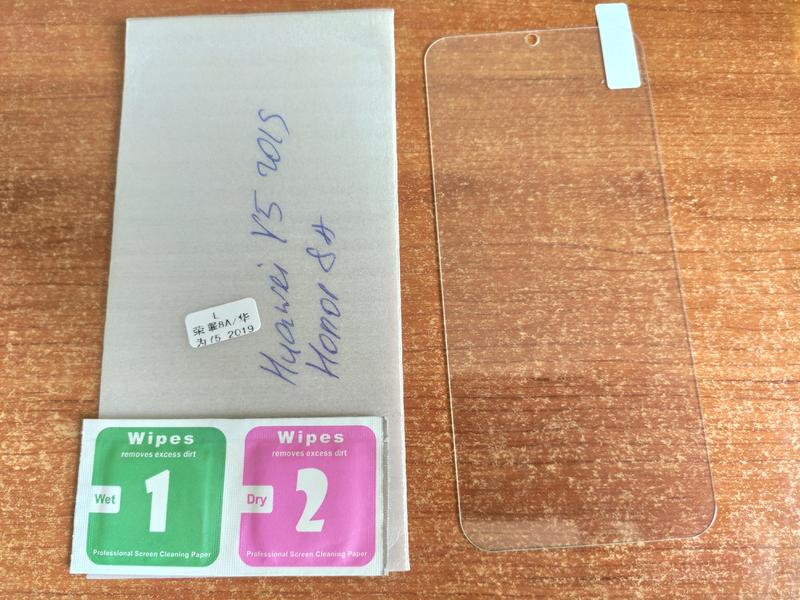 Huawei Y5 2019
Honor 8A
L
荣耀8A/华
为Y5 2019
Wipes
removes excess dirt
Wet
1
Professional Screen Cleaning Paper
Wipes
removes excess dirt
Dry
2
Professional Screen Cleaning Paper